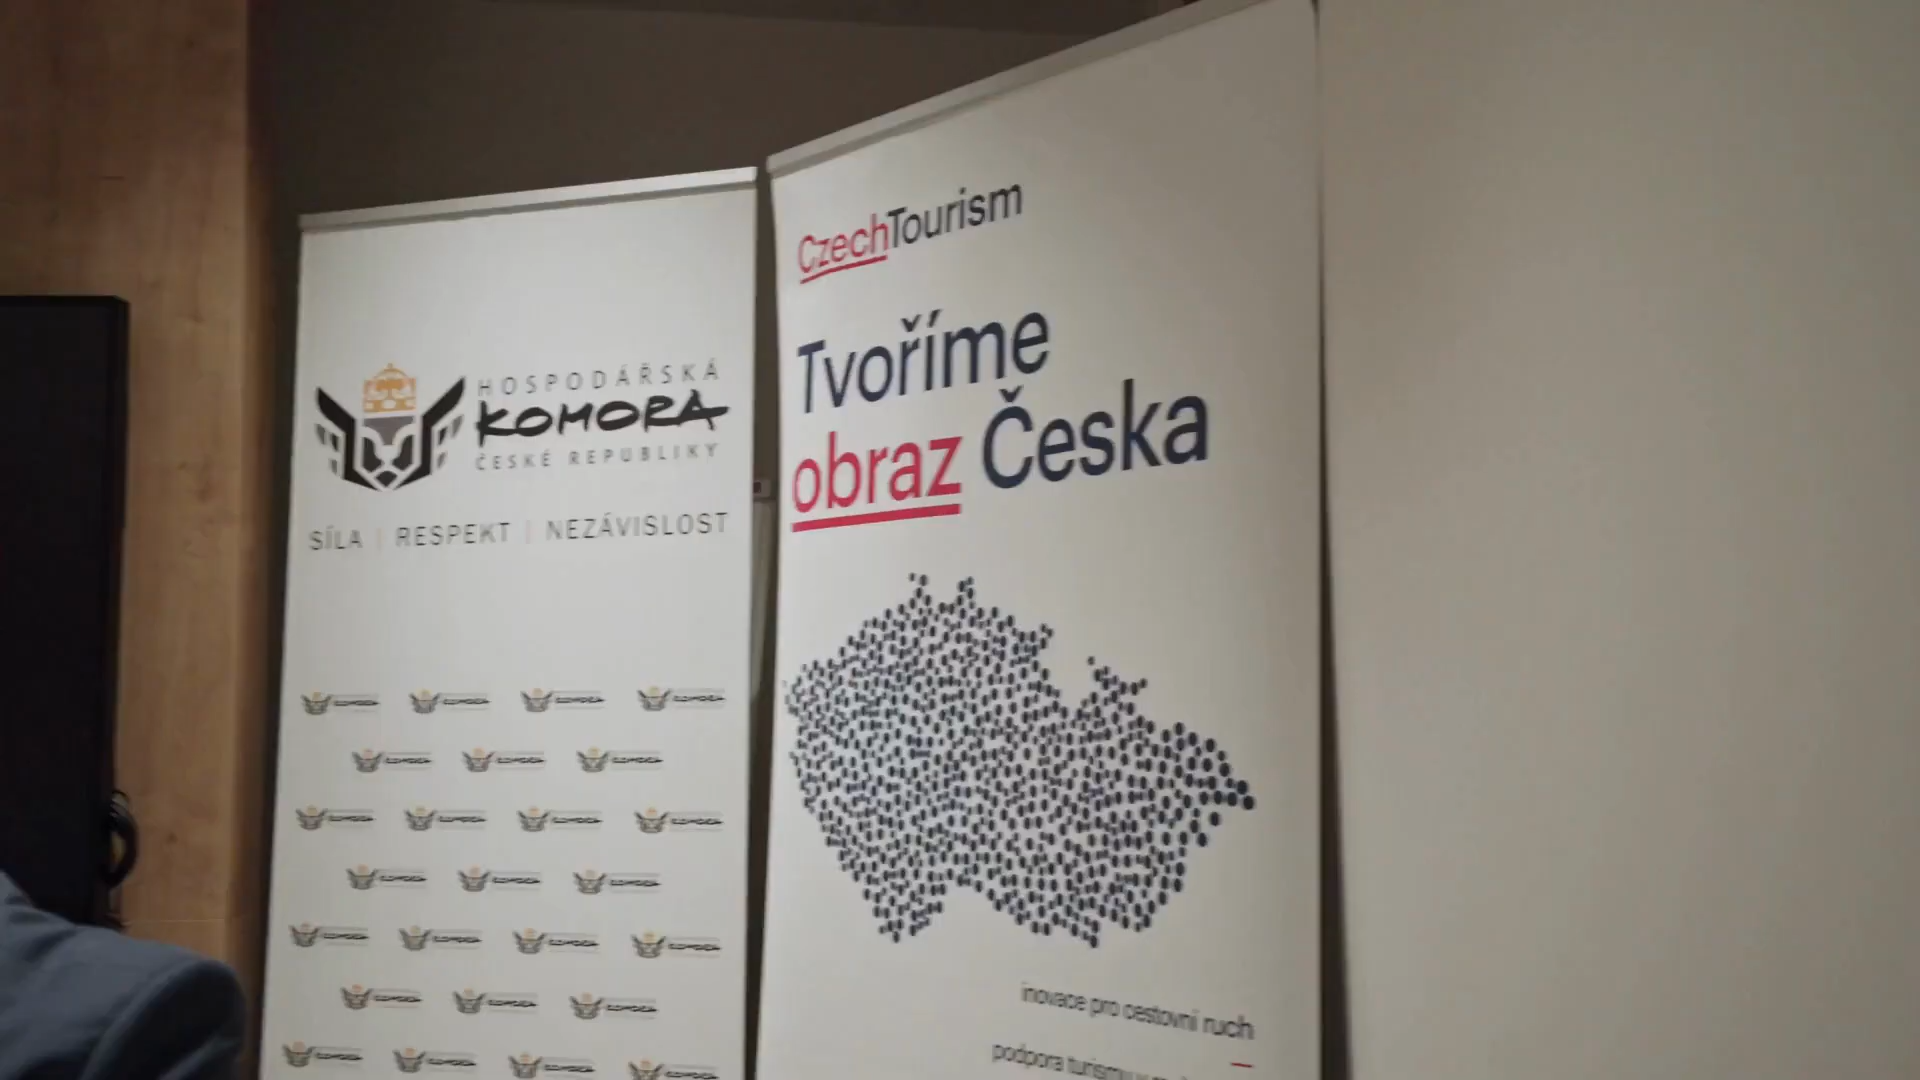 HOSPODÁŘSKÁ
KOMORA
ČESKÉ REPUBLIKY
SÍLA | RESPEKT | NEZÁVISLOST
CzechTourism
Tvoříme
obraz Česka
inovace pro cestovní ruch
podpora turismu v